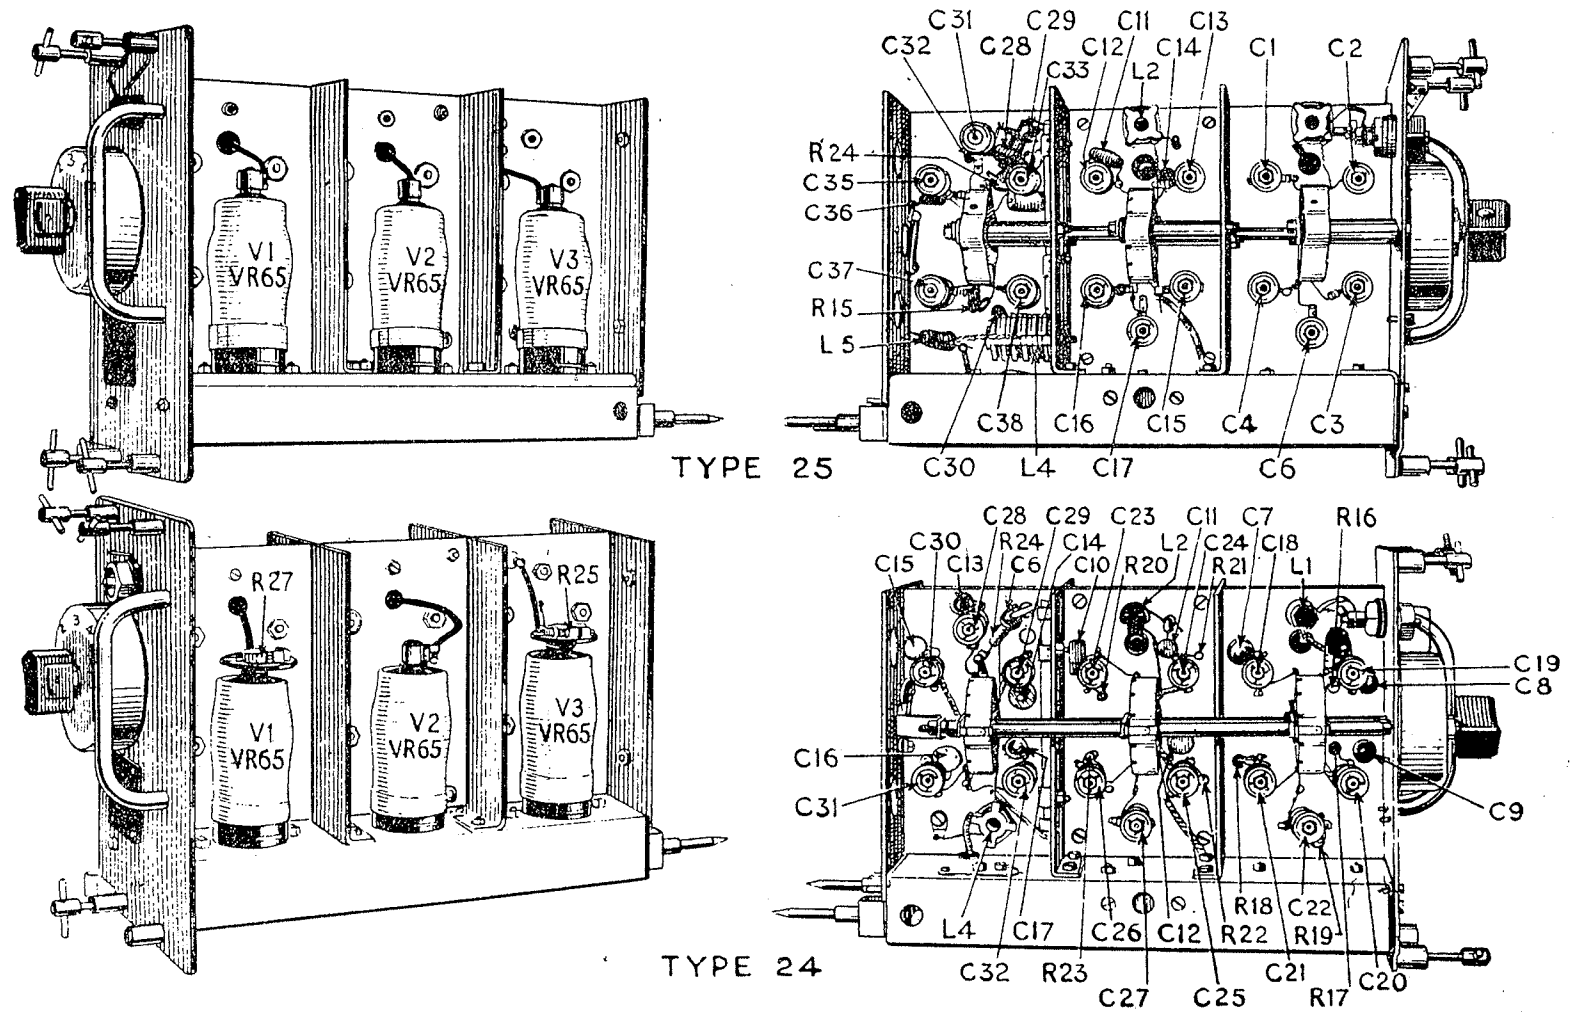 C31 C29 C11 C13
C32 C28 C12 C14 C1 C2
C33 L2
R24
C35
C36
C37
R15
L5
3
V1
VR65
V2
VR65
V3
VR65
C38 C16 C15 C4 C3
C30 L4 C17 C6
TYPE 25
C28 C29 C23 C11 C7 R16
C30 R24 C14 L2 C24 C18
C15 C13 C6 C10 R20 R21 L1
R27
R25
3
V1
VR65
V2
VR65
V3
VR65
C19
C8
C16
C31
C9
R18 C22
L4 C17 C26 C12 R22 R19
C32 R23 C21 C20
C27 C25 R17
TYPE 24